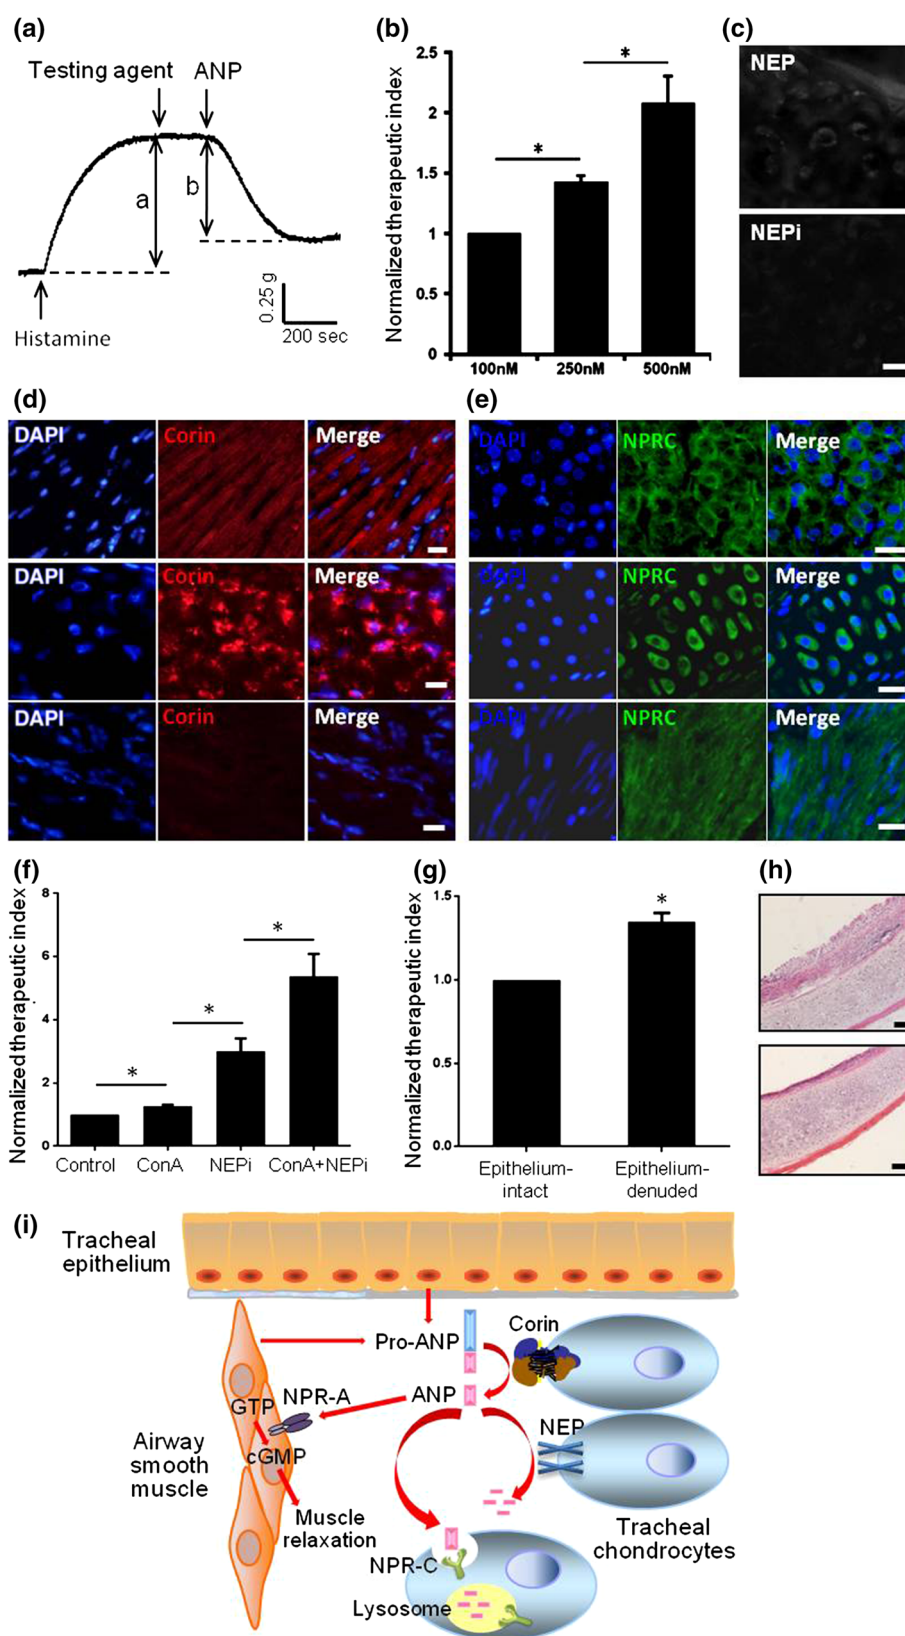 (a)
Testing agent
ANP
a
b
0.25 g
200 sec
Histamine
(b)
Normalized therapeutic index
2.5
2
1.5
1
0.5
0
*
*
100nM
250nM
500nM
(c)
NEP
NEPi
(d)
DAPI
Corin
Merge
DAPI
Corin
Merge
DAPI
Corin
Merge
(e)
DAPI
NPRC
Merge
DAPI
NPRC
Merge
DAPI
NPRC
Merge
(f)
Normalized therapeutic index
8
6
4
2
0
*
*
*
Control
ConA
NEPi
ConA+NEPi
(g)
Normalized therapeutic index
1.5
1.0
0.5
0.0
*
Epithelium-
intact
Epithelium-
denuded
(h)
(i)
Tracheal
epithelium
Pro-ANP
Corin
ANP
NPR-A
GTP
cGMP
NEP
Airway
smooth
muscle
Muscle
relaxation
Tracheal
chondrocytes
NPR-C
Lysosome